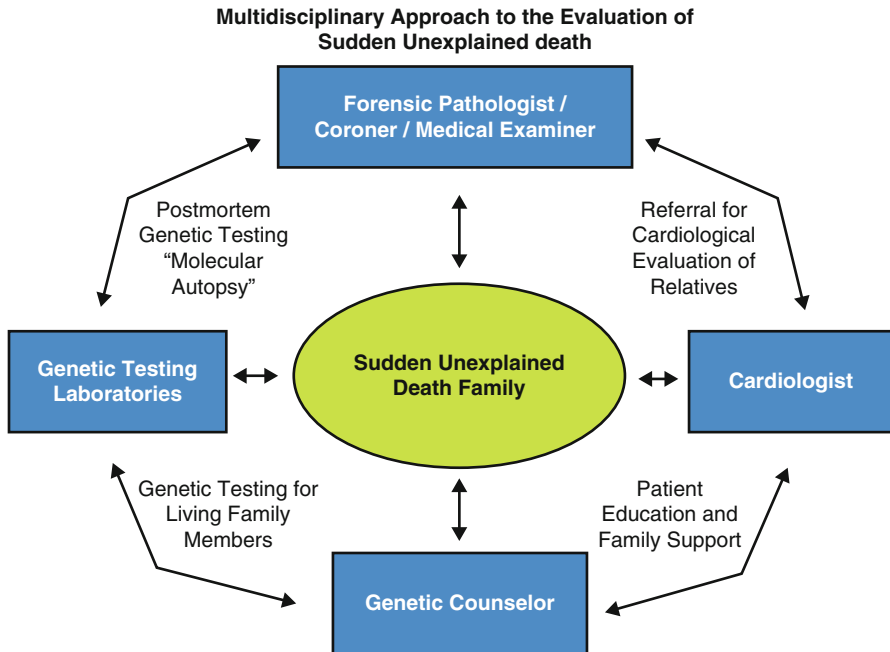 Multidisciplinary Approach to the Evaluation of
Sudden Unexplained death
Forensic Pathologist /
Coroner / Medical Examiner
Postmortem
Genetic Testing
“Molecular
Autopsy”
Referral for
Cardiological
Evaluation of
Relatives
Genetic Testing
Laboratories
Sudden Unexplained
Death Family
Cardiologist
Genetic Testing for
Living Family
Members
Patient
Education and
Family Support
Genetic Counselor